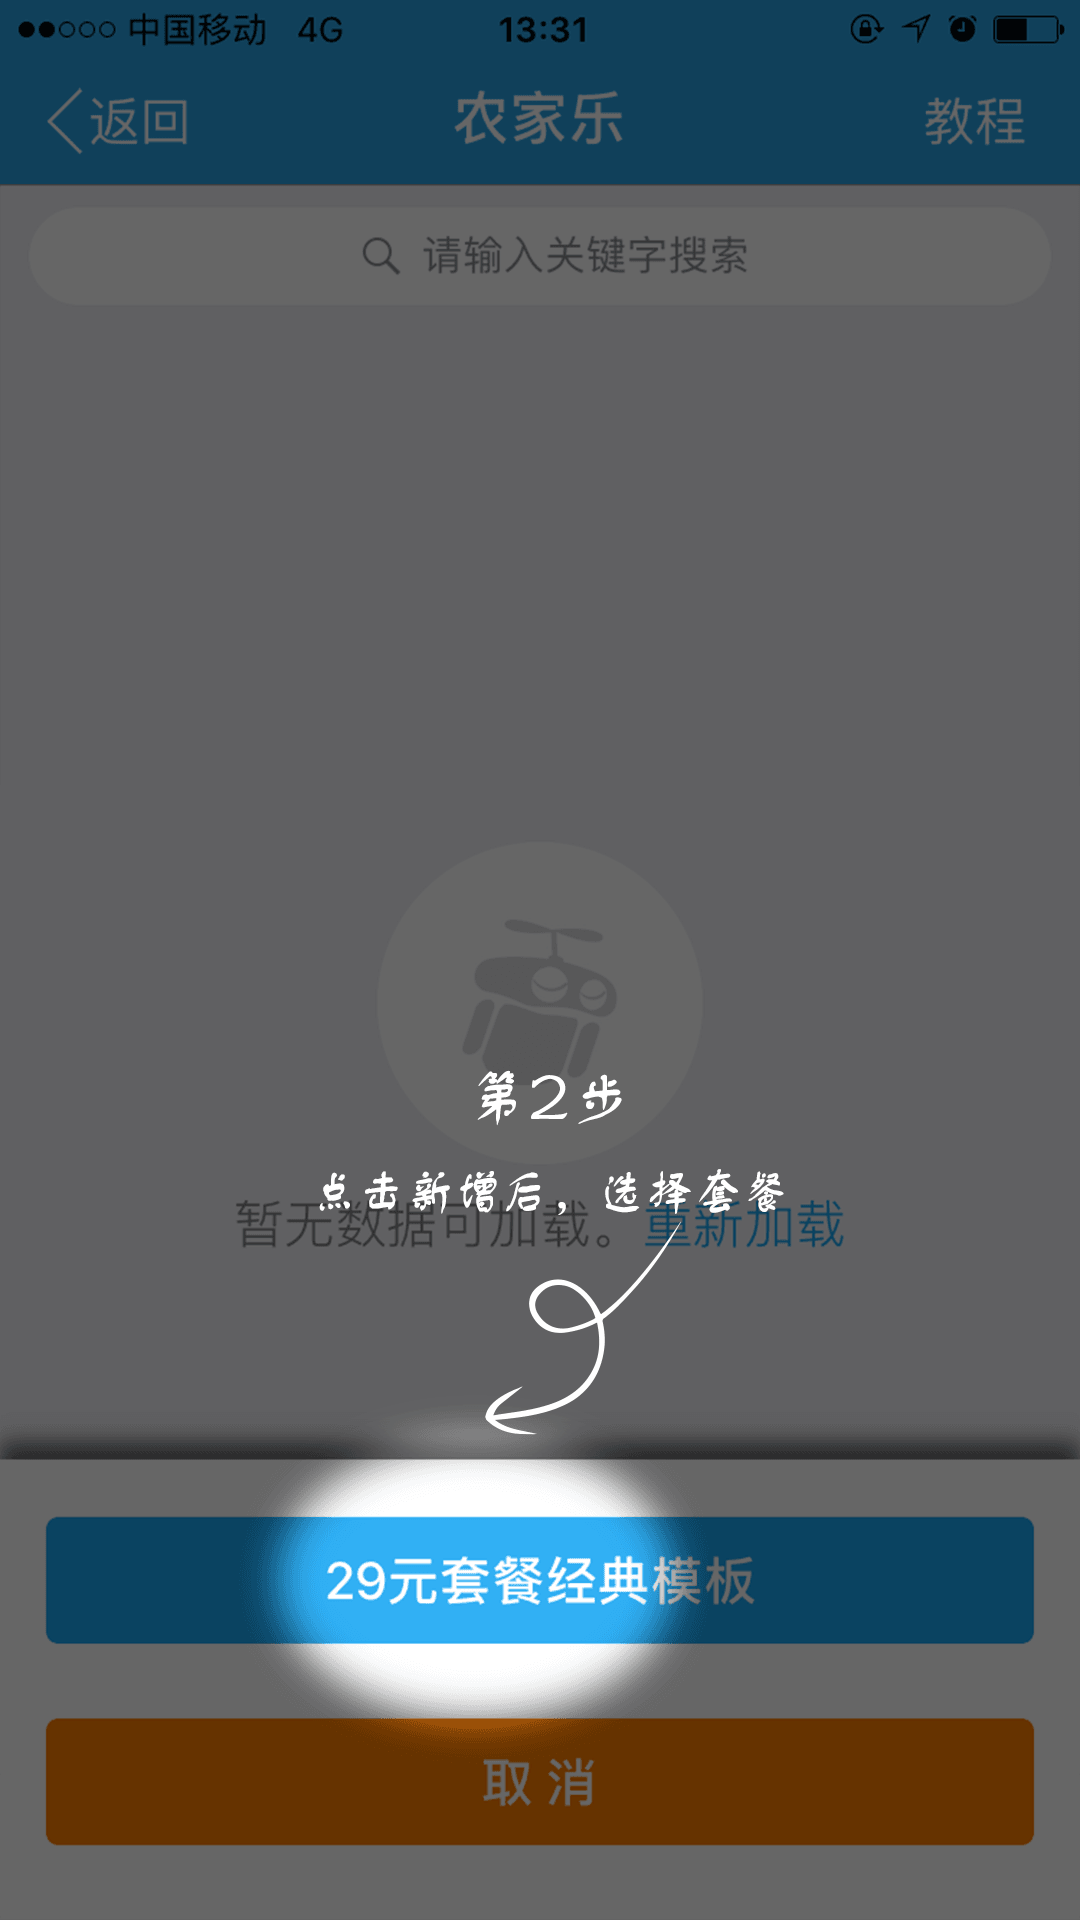 中国移动 4G 13:31
返回 农家乐 教程
请输入关键字搜索
第2步
点击新增后，选择套餐
暂无数据可加载。重新加载
29元套餐经典模板
取消